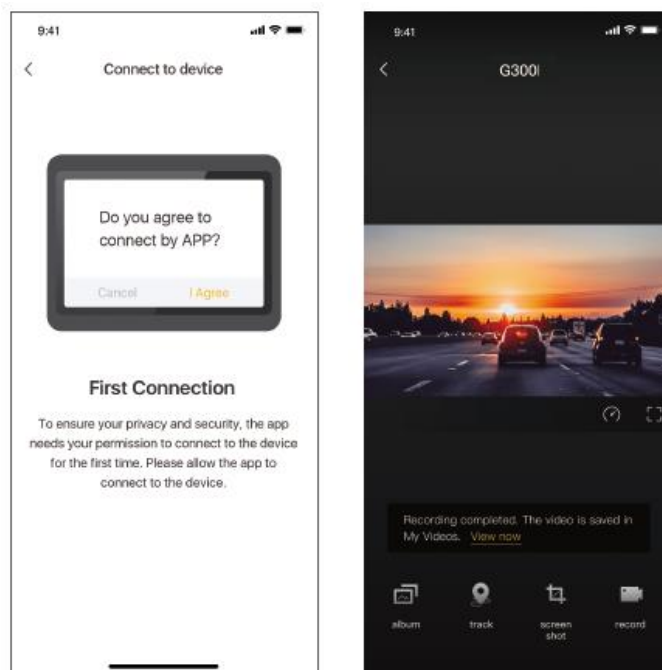 9:41
Connect to device
Do you agree to
connect by APP?
Cancel
I Agree
First Connection
To ensure your privacy and security, the app
needs your permission to connect to the device
for the first time. Please allow the app to
connect to the device.
9:41
G300I
Recording completed. The video is saved in
My Videos. View now
album
track
screen
shot
record